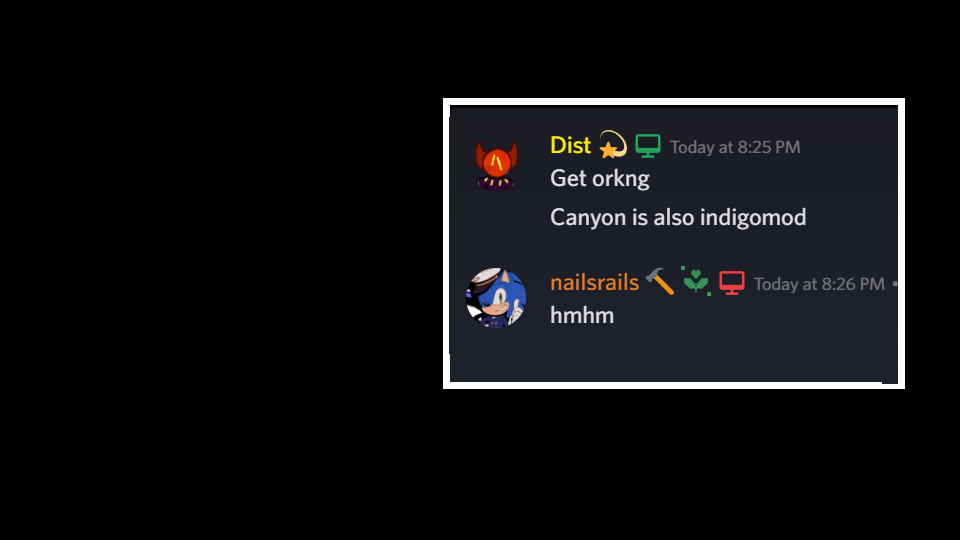 Dist Today at 8:25 PM
Get orkng
Canyon is also indigomod
nailsrails Today at 8:26 PM
hmhm